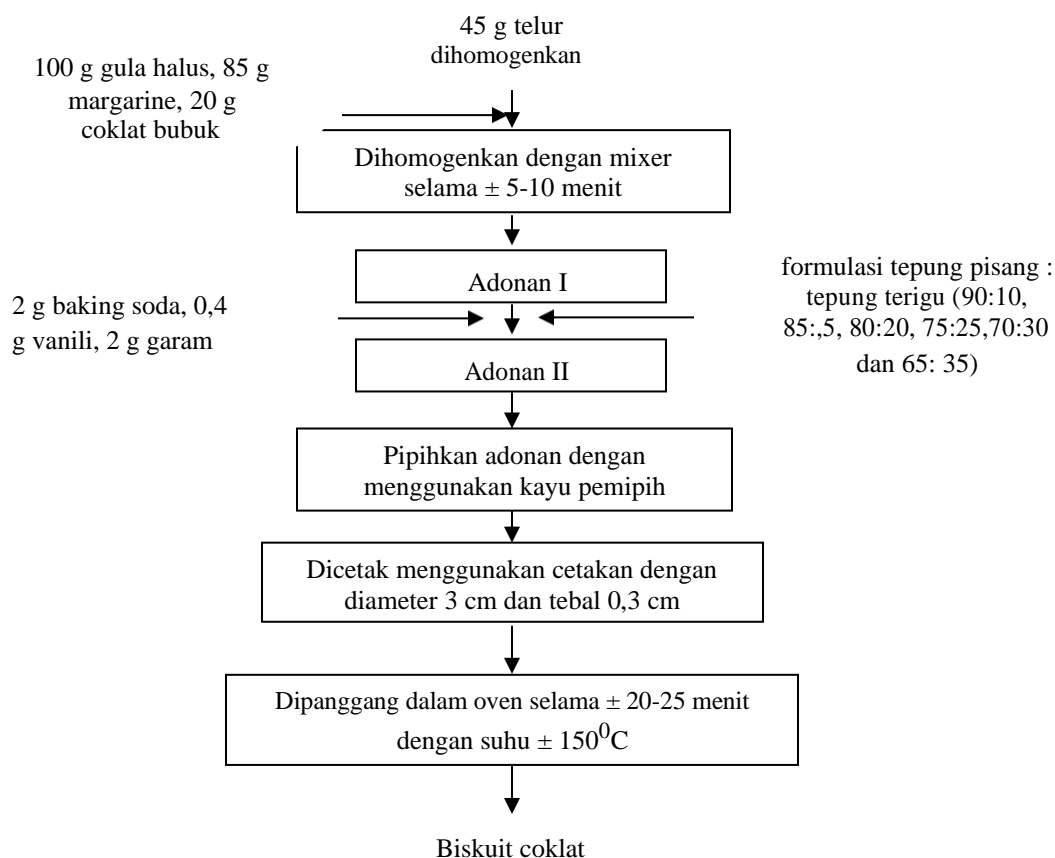 45 g telur
dihomogenkan
100 g gula halus, 85 g
margarine, 20 g
coklat bubuk
Dihomogenkan dengan mixer
selama ± 5-10 menit
Adonan I
2 g baking soda, 0,4
g vanili, 2 g garam
formulasi tepung pisang :
tepung terigu (90:10,
85:,5, 80:20, 75:25,70:30
dan 65: 35)
Adonan II
Pipihkan adonan dengan
menggunakan kayu pemipih
Dicetak menggunakan cetakan dengan
diameter 3 cm dan tebal 0,3 cm
Dipanggang dalam oven selama ± 20-25 menit
dengan suhu ± 150⁰C
Biskuit coklat